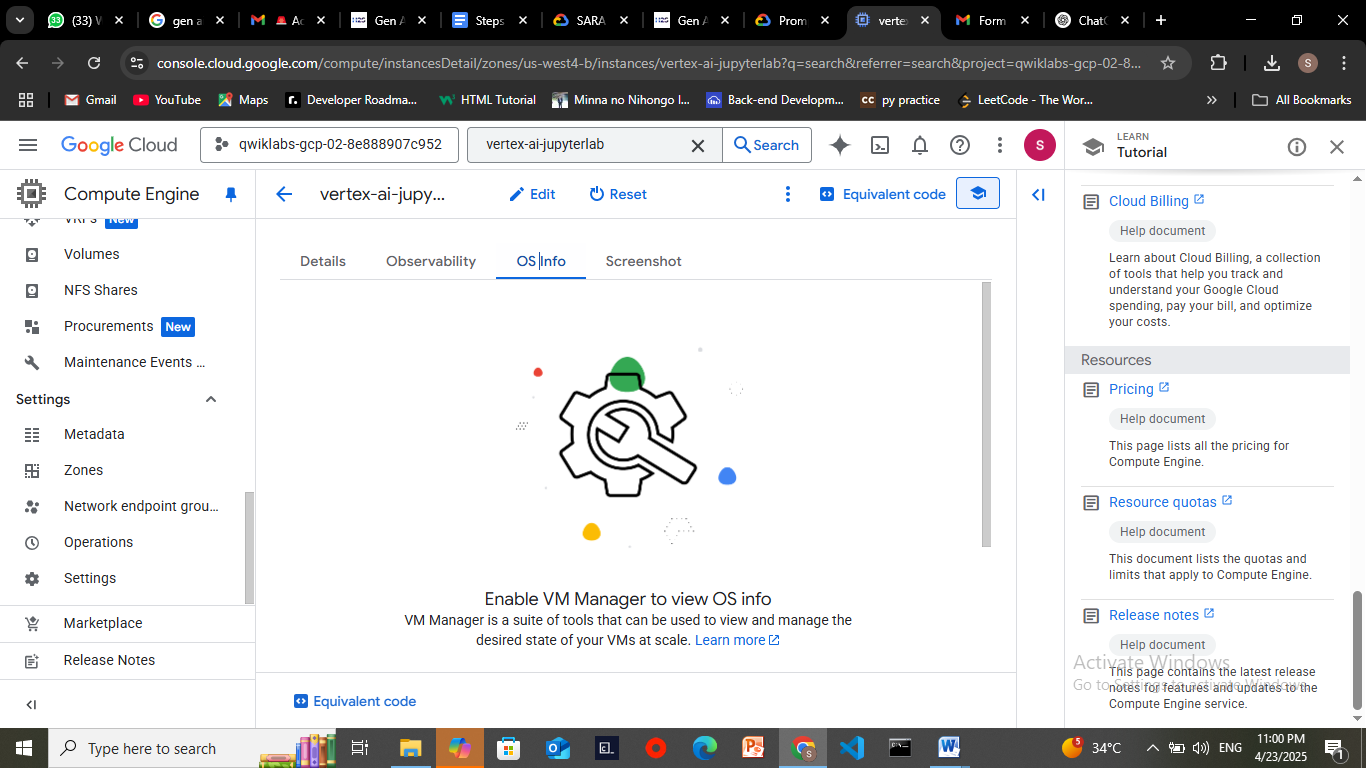 (33) W
gen a
Ac
Gen A
Steps
SARA
Gen A
Prom
verte
Form
ChatG
console.cloud.google.com/compute/instancesDetail/zones/us-west4-b/instances/vertex-ai-jupyterlab?q=search&referrer=search&project=qwiklabs-gcp-02-8...
S
Gmail
YouTube
Maps
Developer Roadma...
HTML Tutorial
Minna no Nihongo I...
Back-end Developm...
CC py practice
LeetCode - The Wor...
All Bookmarks
Google Cloud
qwiklabs-gcp-02-8e888907c952
vertex-ai-jupyterlab
Search
S
LEARN
Tutorial
Compute Engine
vertex-ai-jupy...
Edit
Reset
Equivalent code
VRPs New
Volumes
NFS Shares
Procurements New
Maintenance Events ...
Settings
Metadata
Zones
Network endpoint grou...
Operations
Settings
Marketplace
Release Notes
Details
Observability
OS Info
Screenshot
Enable VM Manager to view OS info
VM Manager is a suite of tools that can be used to view and manage the
desired state of your VMs at scale. Learn more
Equivalent code
Cloud Billing
Help document
Learn about Cloud Billing, a collection
of tools that help you track and
understand your Google Cloud
spending, pay your bill, and optimize
your costs.
Resources
Pricing
Help document
This page lists all the pricing for
Compute Engine.
Resource quotas
Help document
This document lists the quotas and
limits that apply to Compute Engine.
Release notes
Help document
This page contains the latest release
notes for features and updates to the
Compute Engine service.
Activate Windows
Go to Settings to activate Windows.
Type here to search
5
34°C
ENG
11:00 PM
4/23/2025
1